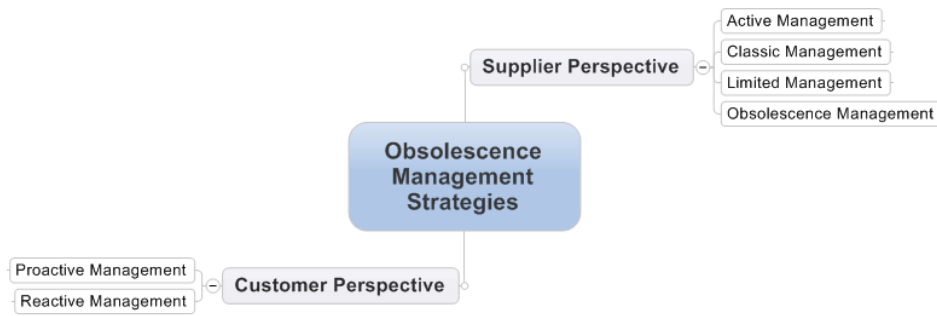 Active Management
Supplier Perspective
Classic Management
Limited Management
Obsolescence Management
Obsolescence
Management
Strategies
Proactive Management
Customer Perspective
Reactive Management